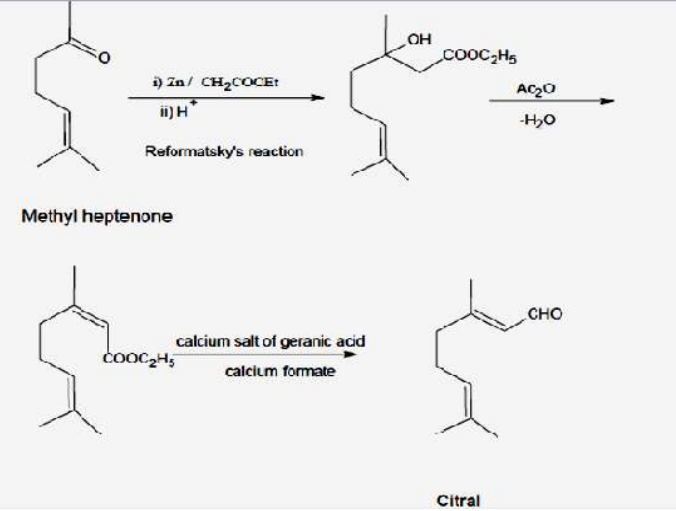 O
i) Zn / CH₂COCEt
ii) H⁺
Reformatsky's reaction
OH
COOC₂H₅
Ac₂O
-H₂O
Methyl heptenone
COOC₂H₅
calcium salt of geranic acid
calcium formate
CHO
Citral